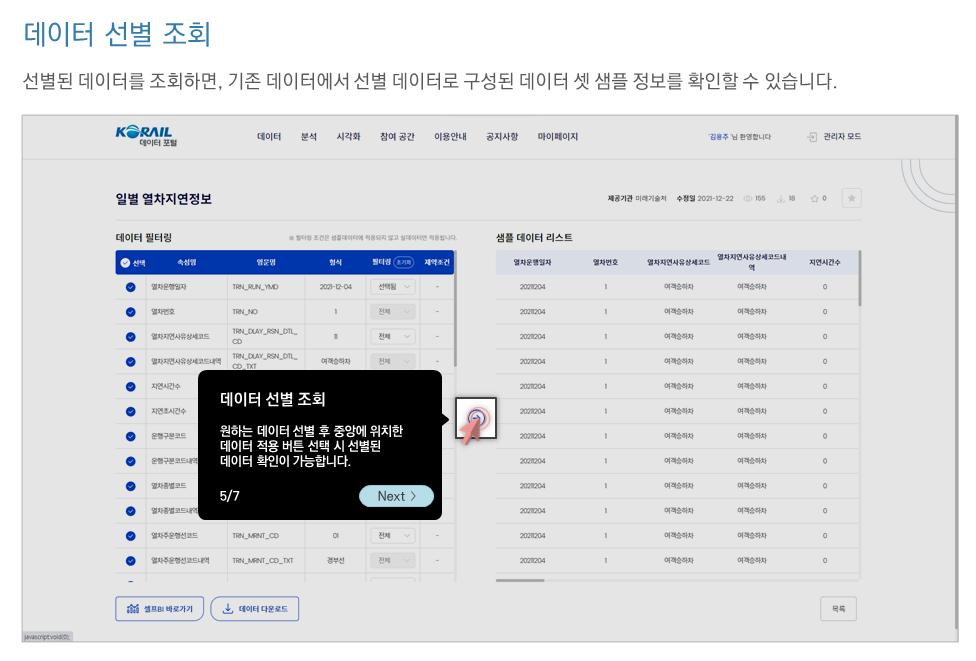 데이터 선별 조회
선별된 데이터를 조회하면, 기존 데이터에서 선별 데이터로 구성된 데이터 셋 샘플 정보를 확인할 수 있습니다.
KORAIL
데이터 포털
데이터 분석 시각화 참여 공간 이용안내 공지사항 마이페이지
'김용주 '님 환영합니다 관리자 모드
일별 열차지연정보
제공기관 미래기술처 수정일 2021-12-22 155 18 0
데이터 필터링
※ 필터링 조건은 샘플데이터에 적용되지 않고 실데이터만 적용됩니다.
선택 속성명 영문명 형식 필터링 초기화 제약조건
열차운행일자 TRN_RUN_YMD 2021-12-04 선택됨 -
열차번호 TRN_NO 1 전체 -
열차지연사유상세코드 TRN_DLAY_RSN_DTL_
CD 11 전체 -
열차지연사유상세코드내역 TRN_DLAY_RSN_DTL_
CD_TXT 여객승하차 전체 -
지연시간수
지연초시간수
운행구분코드
운행구분코드내역
열차종별코드
열차종별코드내역
열차주운행선코드 TRN_MRNT_CD 01 전체 -
열차주운행선코드내역 TRN_MRNT_CD_TXT 경부선 전체 -
데이터 선별 조회
원하는 데이터 선별 후 중앙에 위치한
데이터 적용 버튼 선택 시 선별된
데이터 확인이 가능합니다.
5/7 Next >
샘플 데이터 리스트
열차운행일자 열차번호 열차지연사유상세코드 열차지연사유상세코드내
역 지연시간수
20211204 1 여객승하차 여객승하차 0
20211204 1 여객승하차 여객승하차 0
20211204 1 여객승하차 여객승하차 0
20211204 1 여객승하차 여객승하차 0
20211204 1 여객승하차 여객승하차 0
20211204 1 여객승하차 여객승하차 0
20211204 1 여객승하차 여객승하차 0
20211204 1 여객승하차 여객승하차 0
20211204 1 여객승하차 여객승하차 0
20211204 1 여객승하차 여객승하차 0
20211204 1 여객승하차 여객승하차 0
20211204 1 여객승하차 여객승하차 0
셀프BI 바로가기 데이터 다운로드 목록
javascript:void(0);